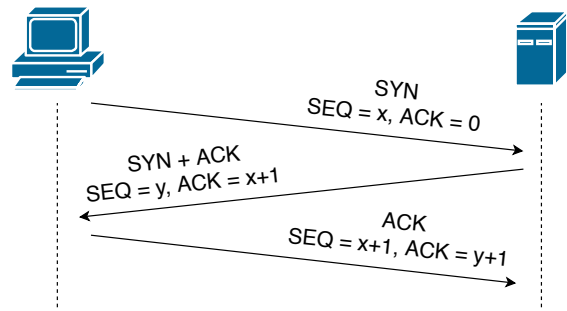 SYN
SEQ = x, ACK = 0
SYN + ACK
SEQ = y, ACK = x+1
ACK
SEQ = x+1, ACK = y+1